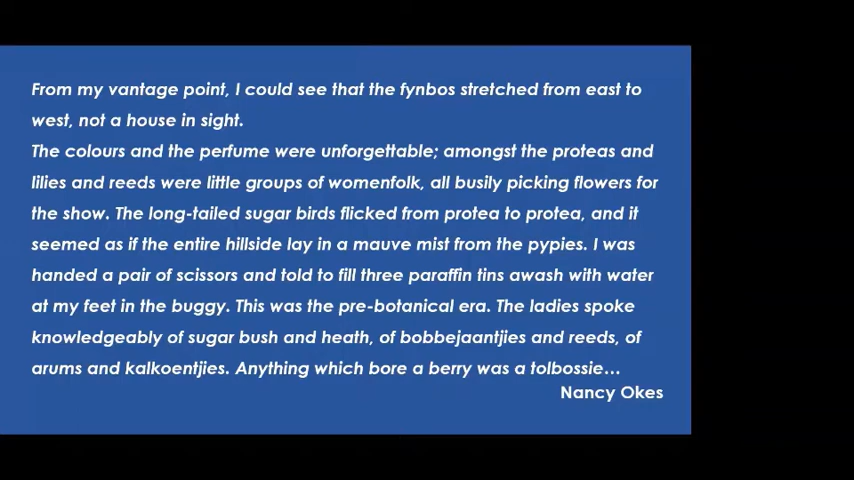 From my vantage point, I could see that the fynbos stretched from east to
west, not a house in sight.
The colours and the perfume were unforgettable; amongst the proteas and
lilies and reeds were little groups of womenfolk, all busily picking flowers for
the show. The long-tailed sugar birds flicked from protea to protea, and it
seemed as if the entire hillside lay in a mauve mist from the pypies. I was
handed a pair of scissors and told to fill three paraffin tins awash with water
at my feet in the buggy. This was the pre-botanical era. The ladies spoke
knowledgeably of sugar bush and heath, of bobbejaantjies and reeds, of
arums and kalkoentjies. Anything which bore a berry was a tolbossie…
Nancy Okes